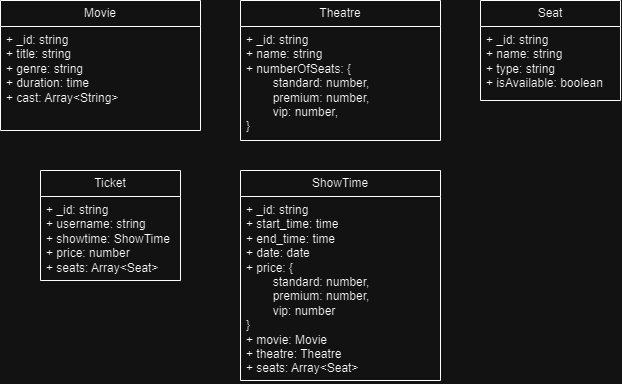 Movie
+ _id: string
+ title: string
+ genre: string
+ duration: time
+ cast: Array<String>
Theatre
+ _id: string
+ name: string
+ numberOfSeats: {
standard: number,
premium: number,
vip: number,
}
Seat
+ _id: string
+ name: string
+ type: string
+ isAvailable: boolean
Ticket
+ _id: string
+ username: string
+ showtime: ShowTime
+ price: number
+ seats: Array<Seat>
ShowTime
+ _id: string
+ start_time: time
+ end_time: time
+ date: date
+ price: {
standard: number,
premium: number,
vip: number
}
+ movie: Movie
+ theatre: Theatre
+ seats: Array<Seat>